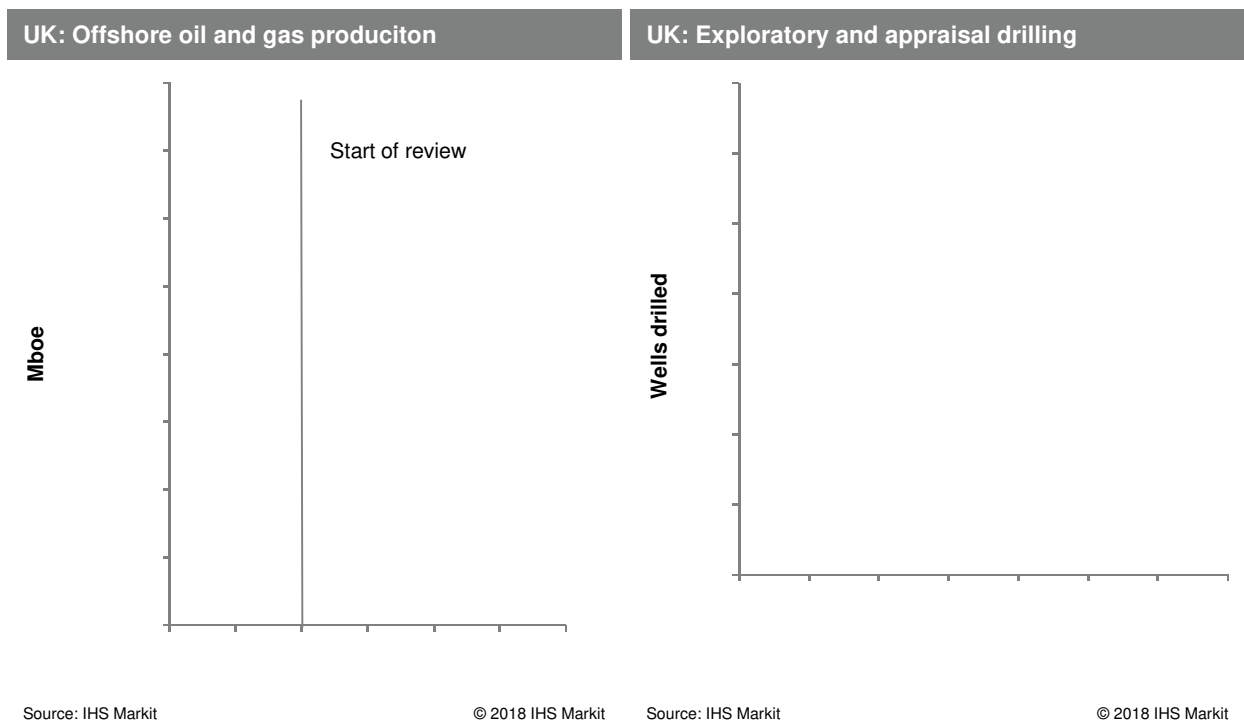 UK: Offshore oil and gas produciton
Start of review
Mboe
Source: IHS Markit
© 2018 IHS Markit
UK: Exploratory and appraisal drilling
Wells drilled
Source: IHS Markit
© 2018 IHS Markit